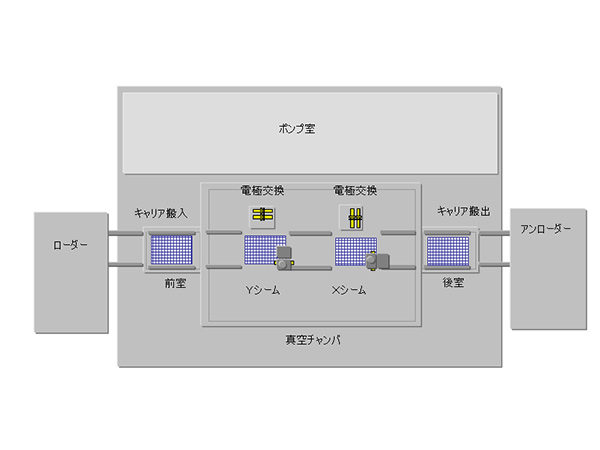 ポンプ室
電極交換
電極交換
キャリア搬入
キャリア搬出
ローダー
アンローダー
前室
Yシーム
Xシーム
後室
真空チャンバ